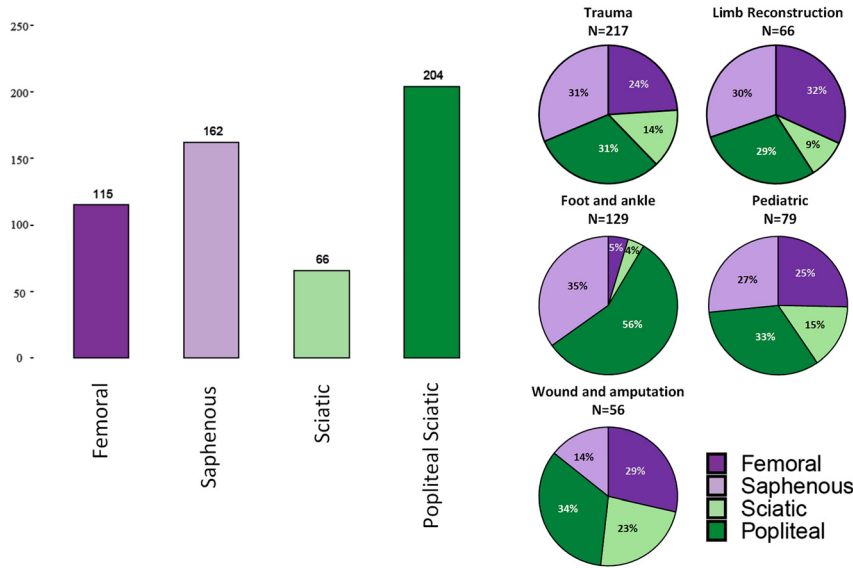 250-
200-
150-
100-
50-
0 -
115
162
66
204
Femoral
Saphenous
Sciatic
Popliteal Sciatic
Trauma
N=217
24%
14%
31%
31%
Limb Reconstruction
N=66
32%
9%
29%
30%
Foot and ankle
N=129
5%
4%
56%
35%
Pediatric
N=79
25%
15%
33%
27%
Wound and amputation
N=56
29%
23%
34%
14%
Femoral
Saphenous
Sciatic
Popliteal